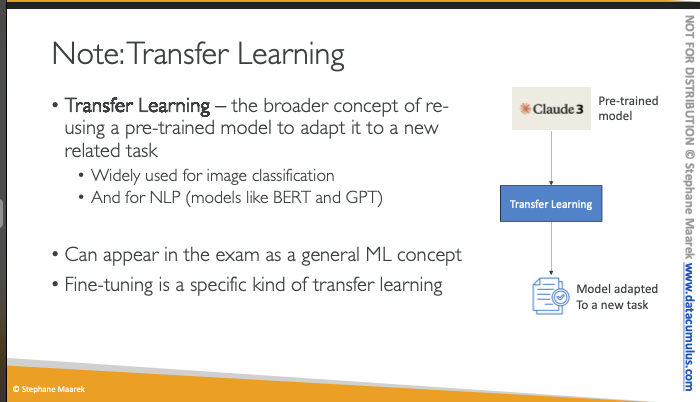 Note: Transfer Learning
• Transfer Learning – the broader concept of re-
using a pre-trained model to adapt it to a new
related task
• Widely used for image classification
• And for NLP (models like BERT and GPT)
• Can appear in the exam as a general ML concept
• Fine-tuning is a specific kind of transfer learning
Claude 3
Pre-trained
model
Transfer Learning
Model adapted
To a new task
© Stephane Maarek
NOT FOR DISTRIBUTION © Stephane Maarek www.datacumulus.com